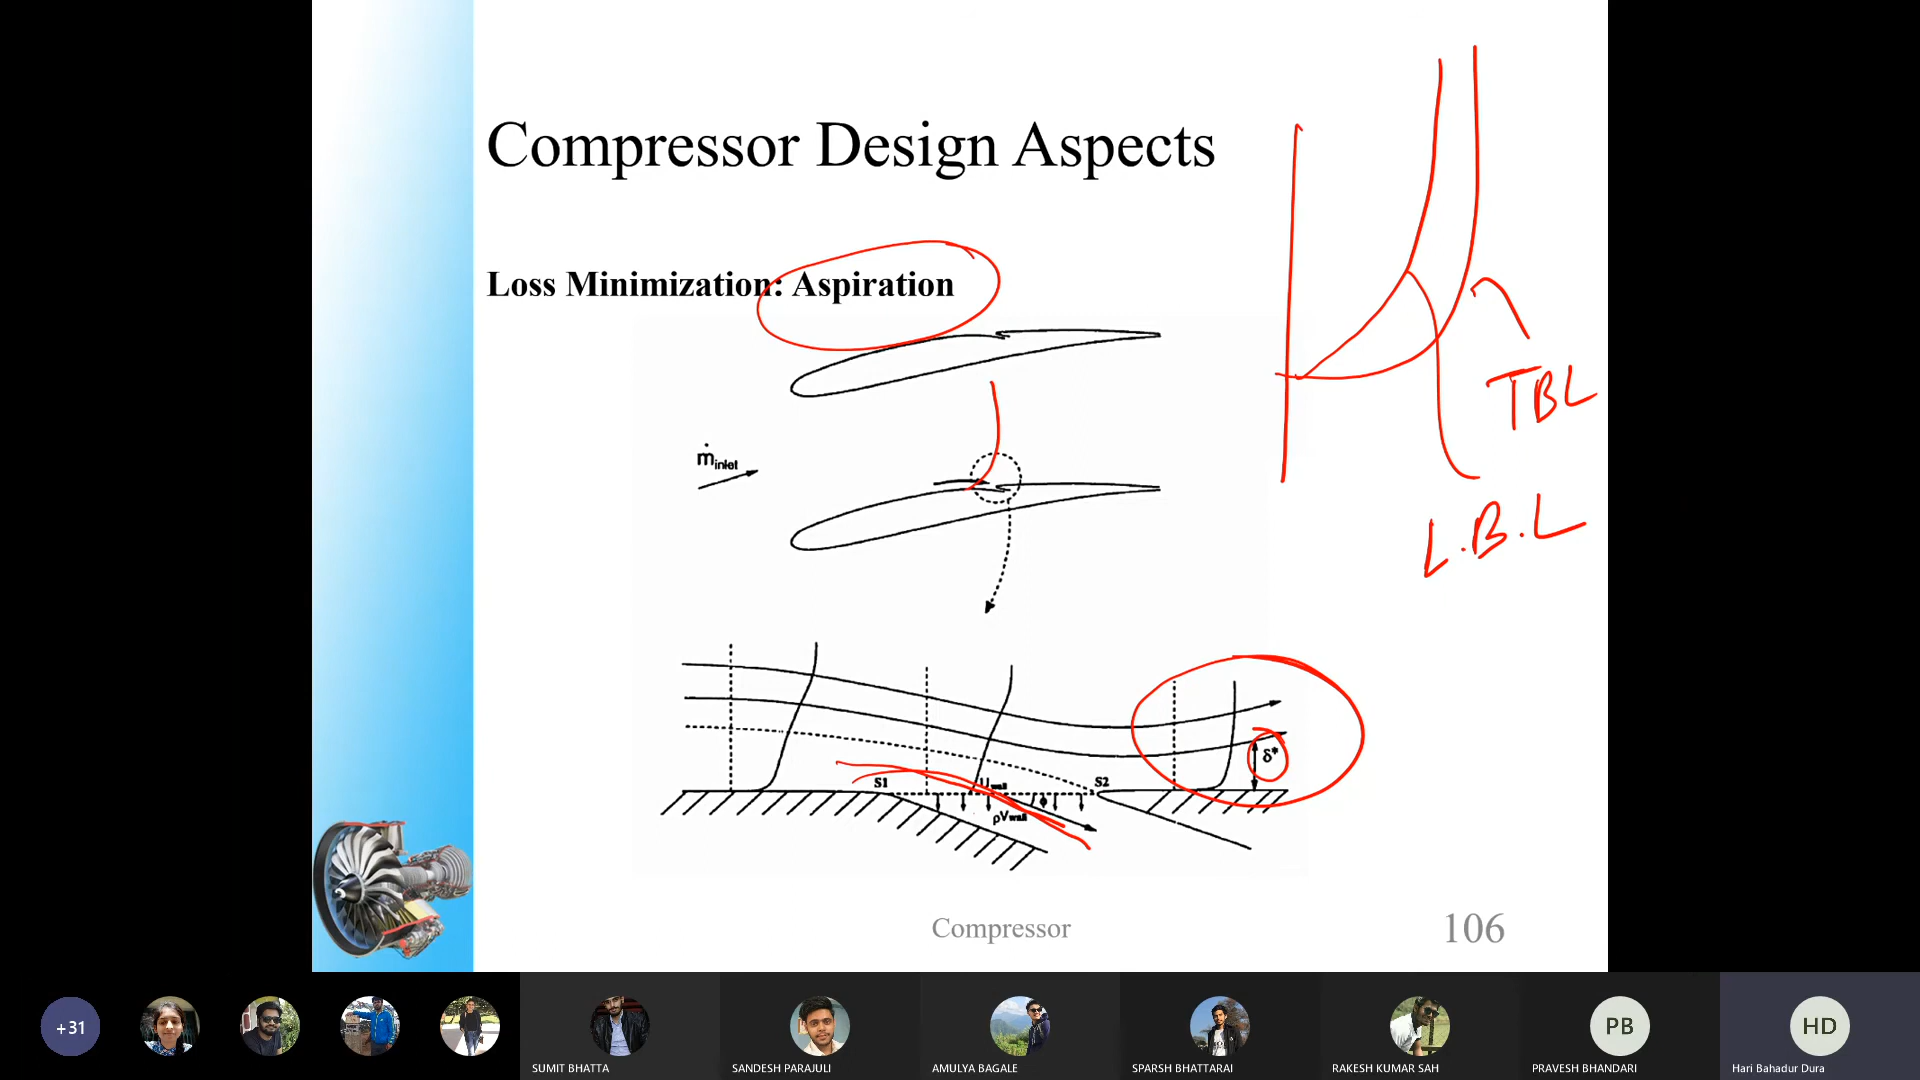 Compressor Design Aspects
Loss Minimization: Aspiration
ṁinlet
TBL
L.B.L
S1
Uwall
S2
δ*
ϕ
ρVwall
Compressor
106
+31
SUMIT BHATTA
SANDESH PARAJULI
AMULYA BAGALE
SPARSH BHATTARAI
RAKESH KUMAR SAH
PB
PRAVESH BHANDARI
HD
Hari Bahadur Dura